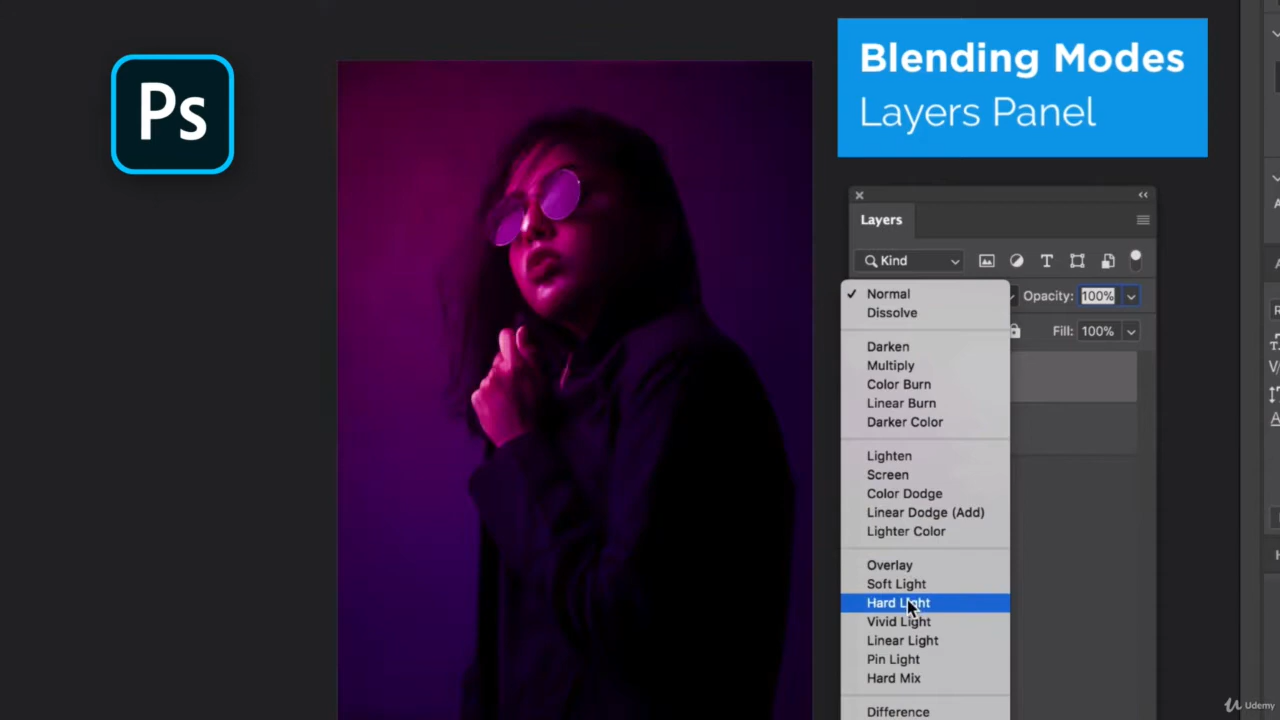 Ps
Blending Modes
Layers Panel
Layers
Kind
Normal
Opacity: 100%
Dissolve
Fill: 100%
Darken
Multiply
Color Burn
Linear Burn
Darker Color
Lighten
Screen
Color Dodge
Linear Dodge (Add)
Lighter Color
Overlay
Soft Light
Hard Light
Vivid Light
Linear Light
Pin Light
Hard Mix
Difference
Udemy